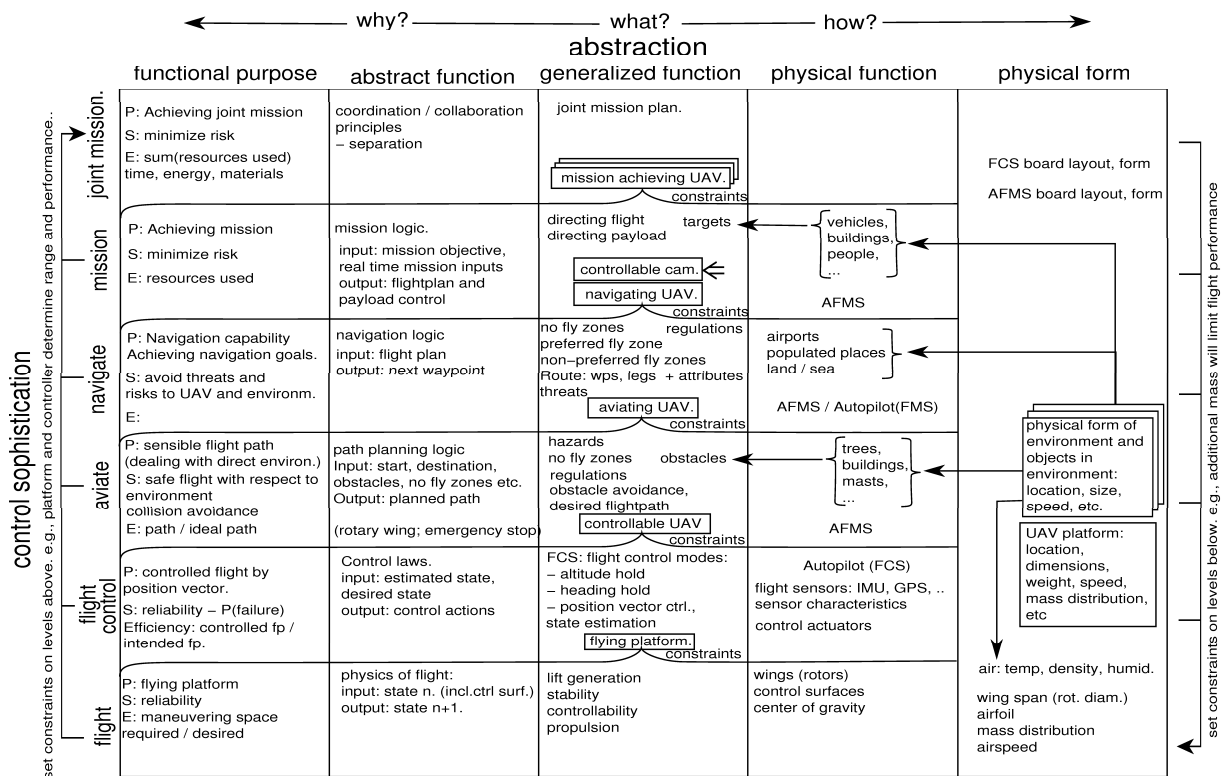 why?
what?
how?
abstraction
functional purpose
abstract function
generalized function
physical function
physical form
control sophistication
set constraints on levels above. e.g., platform and controller determine range and performance..
joint mission.
P: Achieving joint mission
S: minimize risk
E: sum(resources used)
time, energy, materials
coordination / collaboration
principles
– separation
joint mission plan.
mission achieving UAV.
constraints
FCS board layout, form
AFMS board layout, form
mission
P: Achieving mission
S: minimize risk
E: resources used
mission logic.
input: mission objective,
real time mission inputs
output: flightplan and
payload control
directing flight
directing payload
targets
controllable cam.
navigating UAV.
constraints
vehicles,
buildings,
people,
...
AFMS
navigate
P: Navigation capability
Achieving navigation goals.
S: avoid threats and
risks to UAV and environm.
E:
navigation logic
input: flight plan
output: next waypoint
no fly zones
regulations
preferred fly zone
non–preferred fly zones
Route: wps, legs + attributes
threats
aviating UAV.
constraints
airports
populated places
land / sea
AFMS / Autopilot(FMS)
aviate
P: sensible flight path
(dealing with direct environ.)
S: safe flight with respect to
environment
collision avoidance
E: path / ideal path
path planning logic
Input: start, destination,
obstacles, no fly zones etc.
Output: planned path
(rotary wing; emergency stop)
hazards
no fly zones
obstacles
regulations
obstacle avoidance,
desired flightpath
controllable UAV
constraints
trees,
buildings,
masts,
...
AFMS
physical form of
environment and
objects in
environment:
location, size,
speed, etc.
UAV platform:
location,
dimensions,
weight, speed,
mass distribution,
etc
flight
control
P: controlled flight by
position vector.
S: reliability – P(failure)
Efficiency: controlled fp /
intended fp.
Control laws.
input: estimated state,
desired state
output: control actions
FCS: flight control modes:
– altitude hold
– heading hold
– position vector ctrl.,
state estimation
flying platform.
constraints
Autopilot (FCS)
flight sensors: IMU, GPS, ..
sensor characteristics
control actuators
flight
P: flying platform
S: reliability
E: maneuvering space
required / desired
physics of flight:
input: state n. (incl.ctrl surf.)
output: state n+1.
lift generation
stability
controllability
propulsion
wings (rotors)
control surfaces
center of gravity
air: temp, density, humid.
wing span (rot. diam.)
airfoil
mass distribution
airspeed
set constraints on levels below. e.g., additional mass will limit flight performance